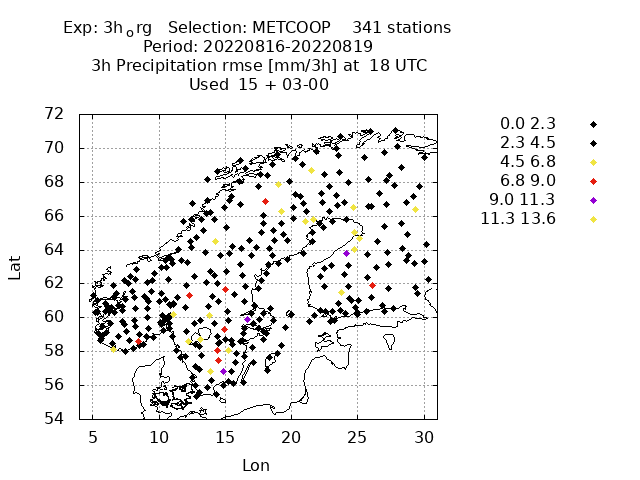 Exp: 3h_org   Selection: METCOOP    341 stations
Period: 20220816-20220819
3h Precipitation rmse [mm/3h] at  18 UTC
Used  15 + 03-00
72
70
68
66
64
62
60
58
56
54
5 10 15 20 25 30
Lat
Lon
0.0 2.3
2.3 4.5
4.5 6.8
6.8 9.0
9.0 11.3
11.3 13.6